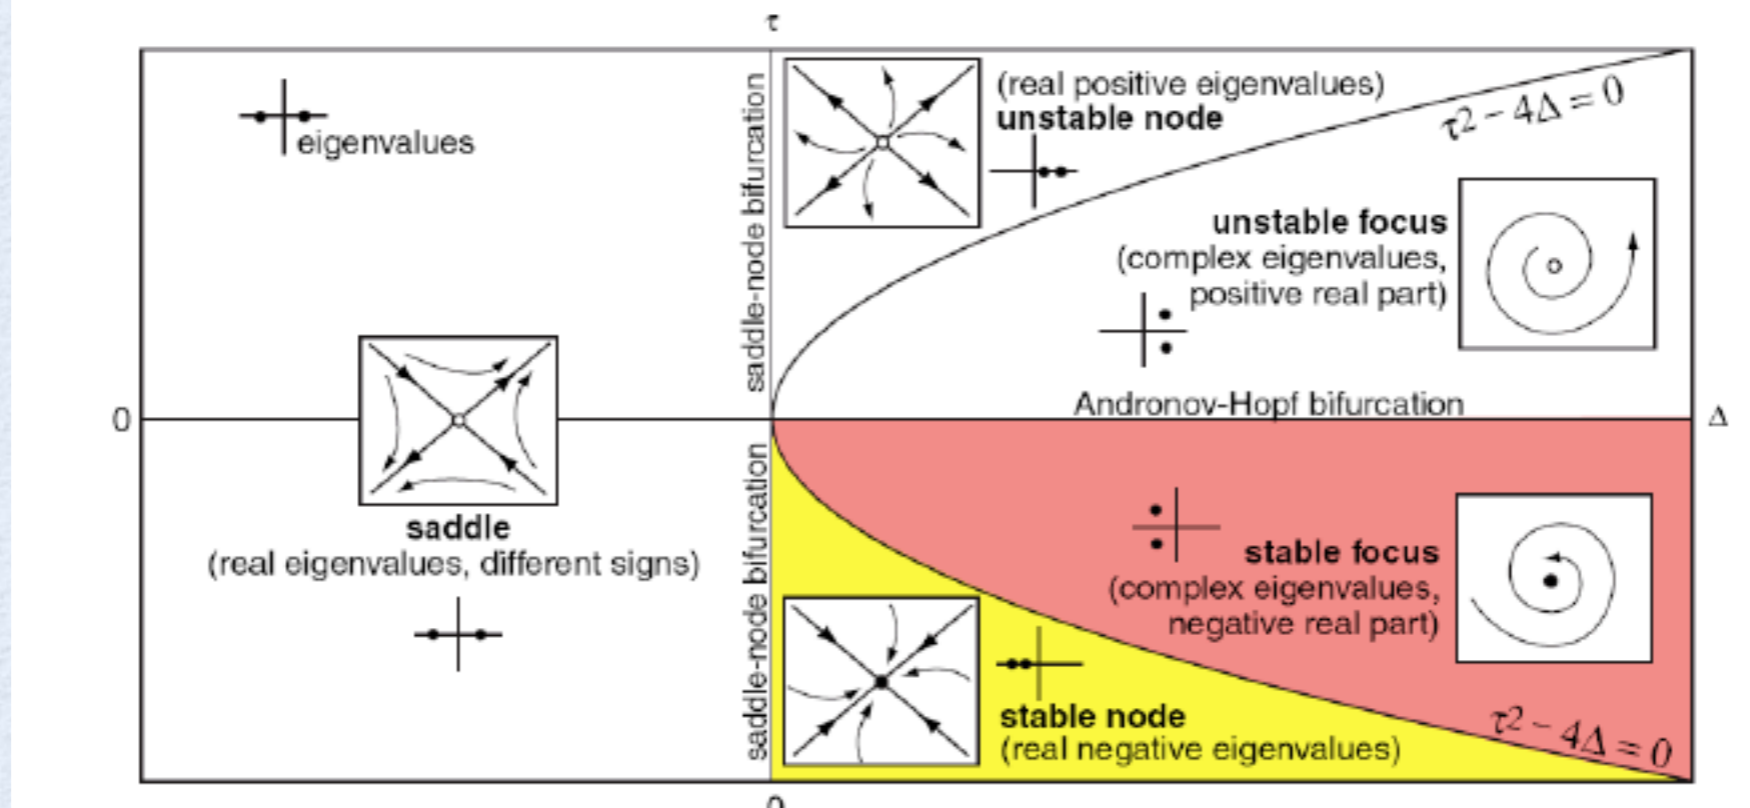 τ
eigenvalues
saddle-node bifurcation
(real positive eigenvalues)
unstable node
τ2 - 4Δ = 0
unstable focus
(complex eigenvalues,
positive real part)
Andronov-Hopf bifurcation
0
Δ
saddle
(real eigenvalues, different signs)
saddle-node bifurcation
stable focus
(complex eigenvalues,
negative real part)
stable node
(real negative eigenvalues)
τ2 - 4Δ = 0
0